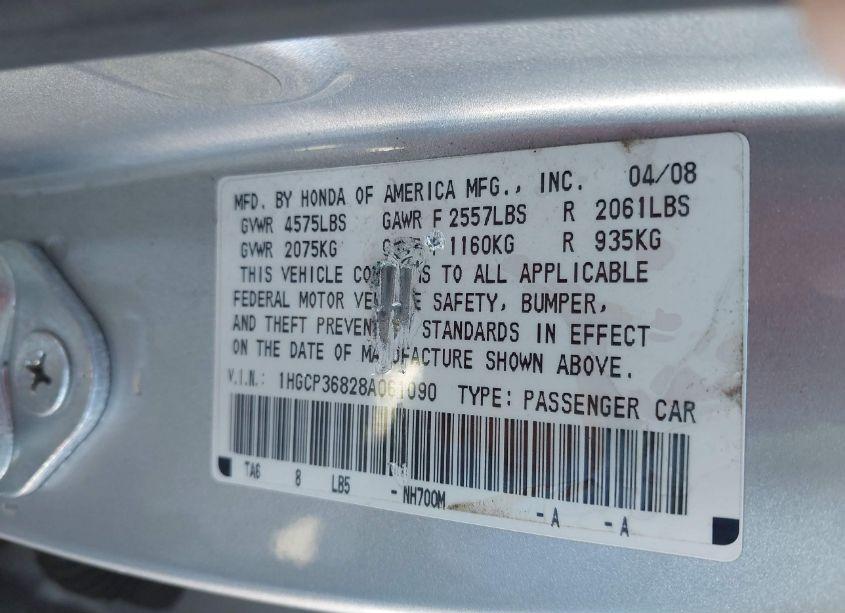 MFD. BY HONDA OF AMERICA MFG., INC. 04/08
GVWR 4575LBS GAWR F 2557LBS R 2061LBS
GVWR 2075KG 1160KG R 935KG
THIS VEHICLE TO ALL APPLICABLE
FEDERAL MOTOR SAFETY, BUMPER,
AND THEFT STANDARDS IN EFFECT
ON THE DATE OF MANUFACTURE SHOWN ABOVE.
V.I.N.: 1HGCP36828A061090 TYPE: PASSENGER CAR
TA6 8 LB5 -NH700M -A -A